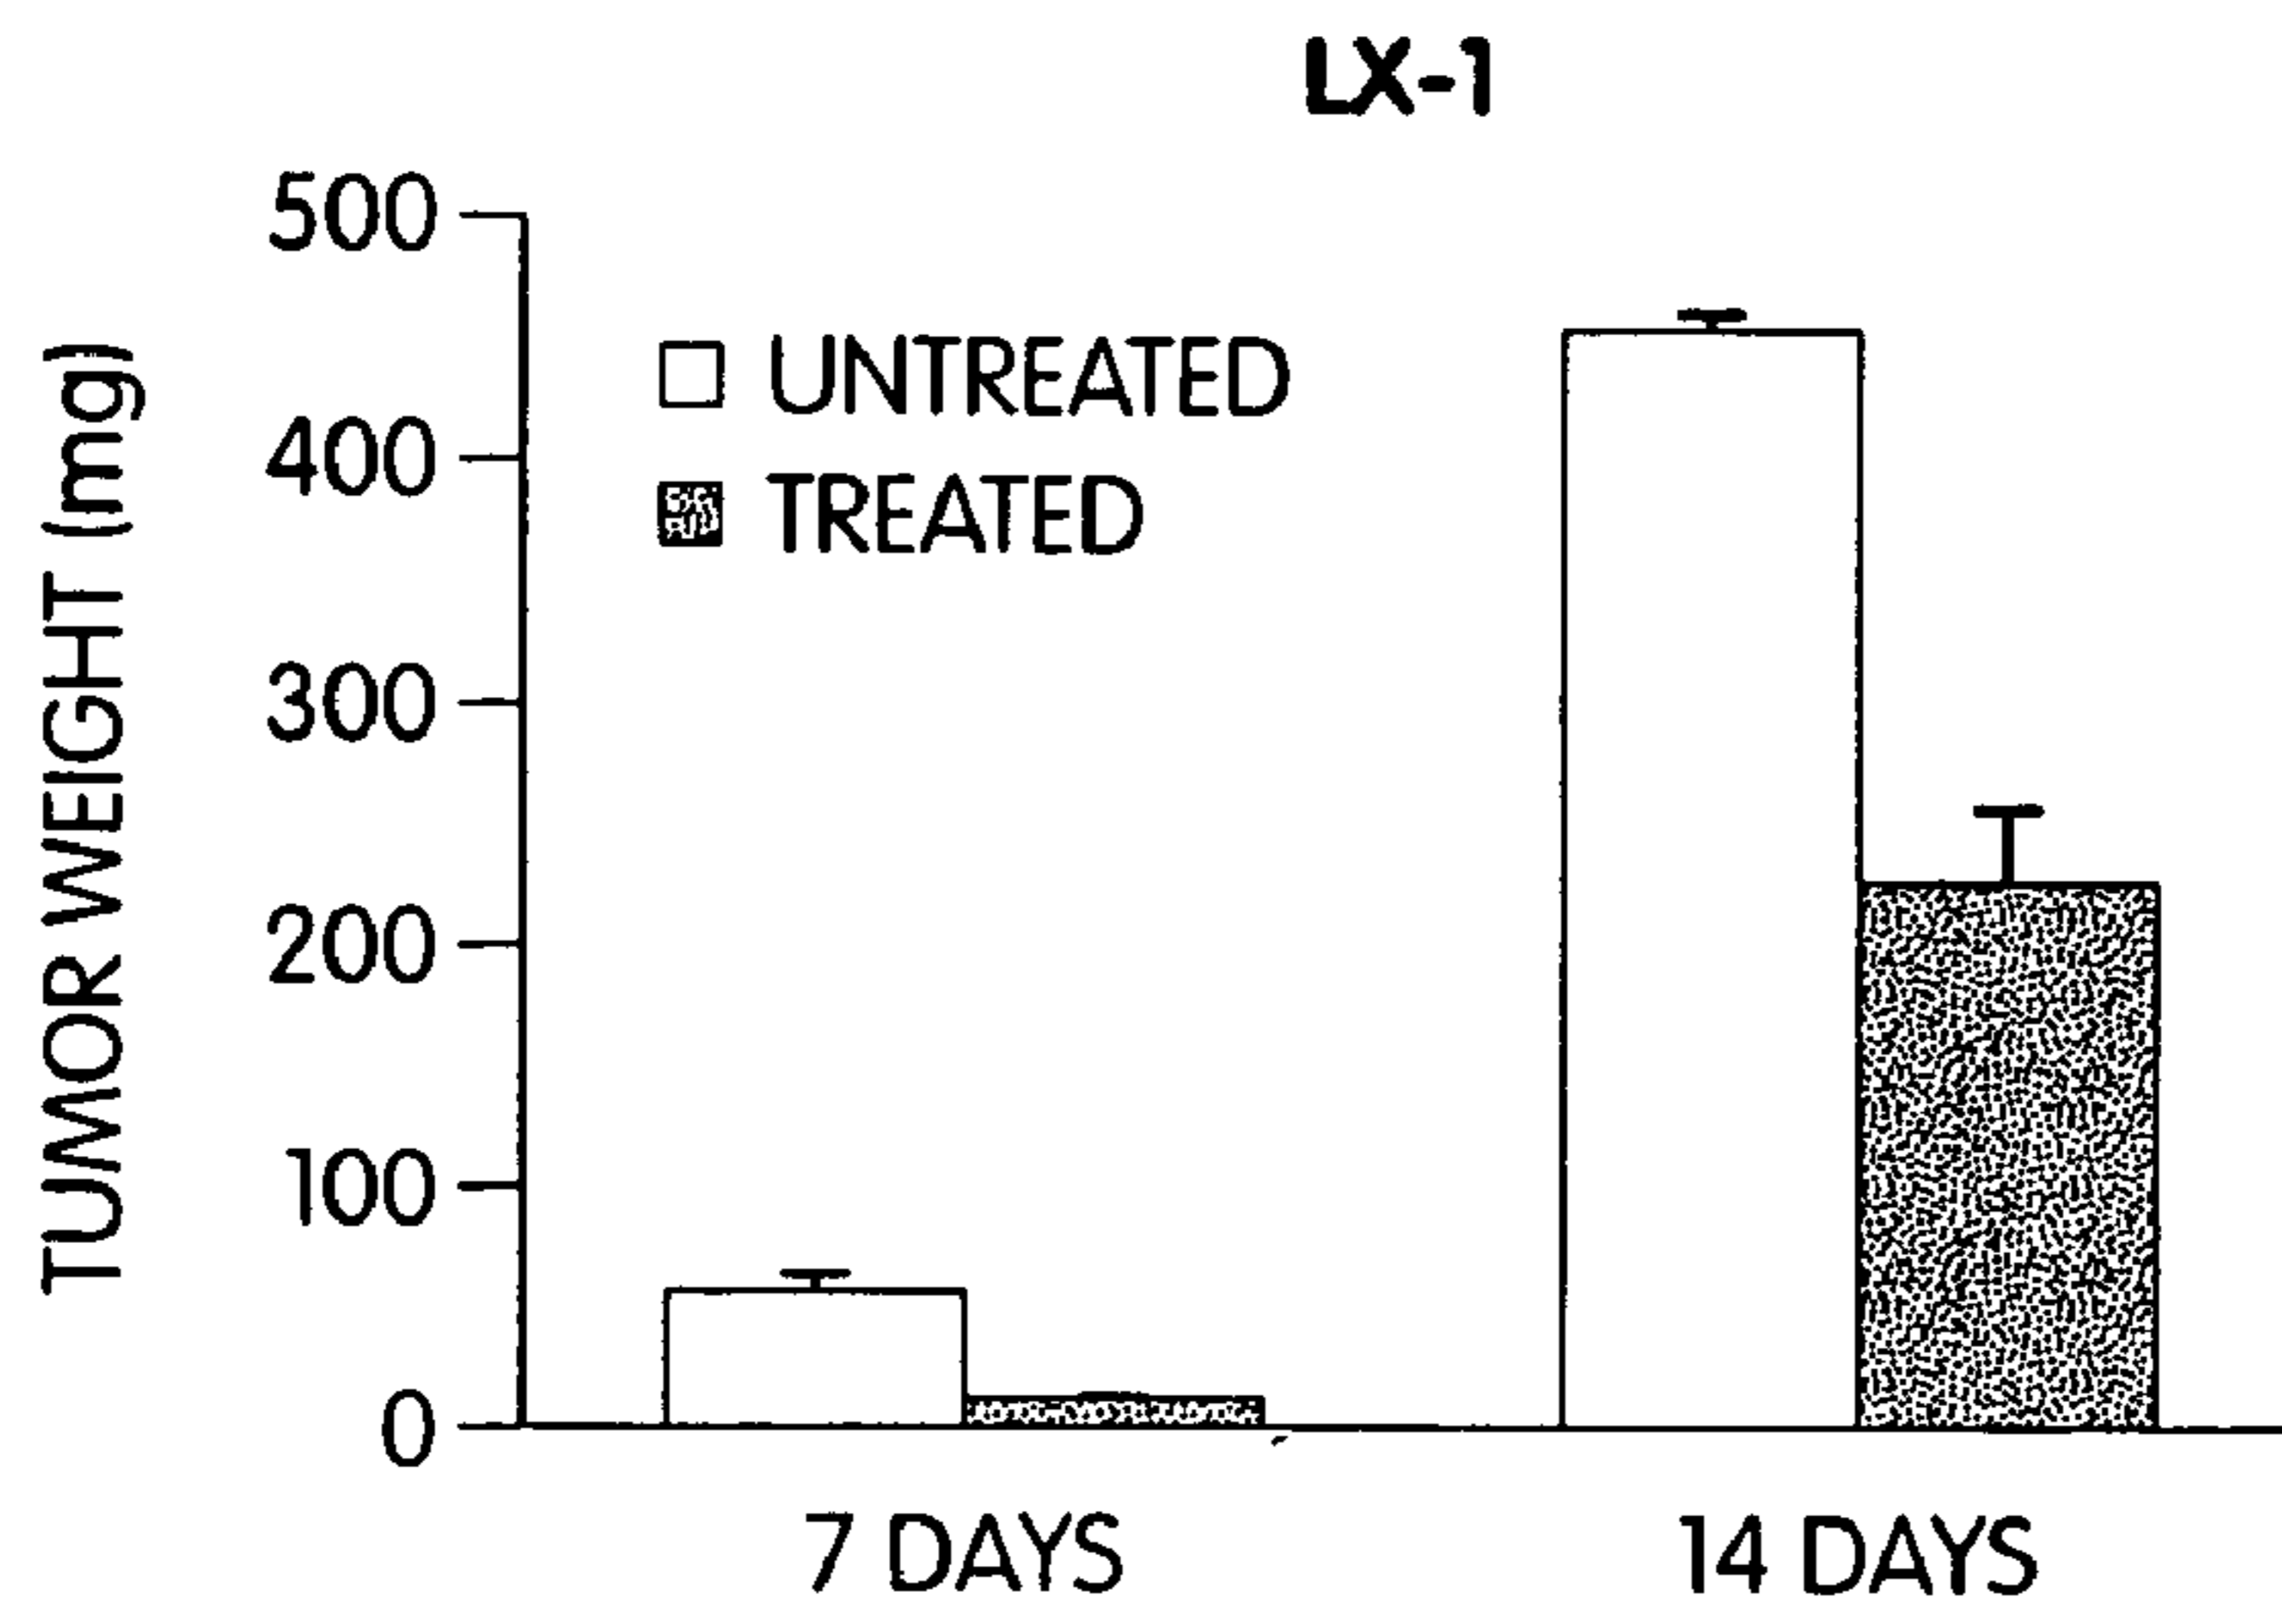 LX-1
TUMOR WEIGHT (mg)
500
400
300
200
100
0
UNTREATED
TREATED
7 DAYS
14 DAYS